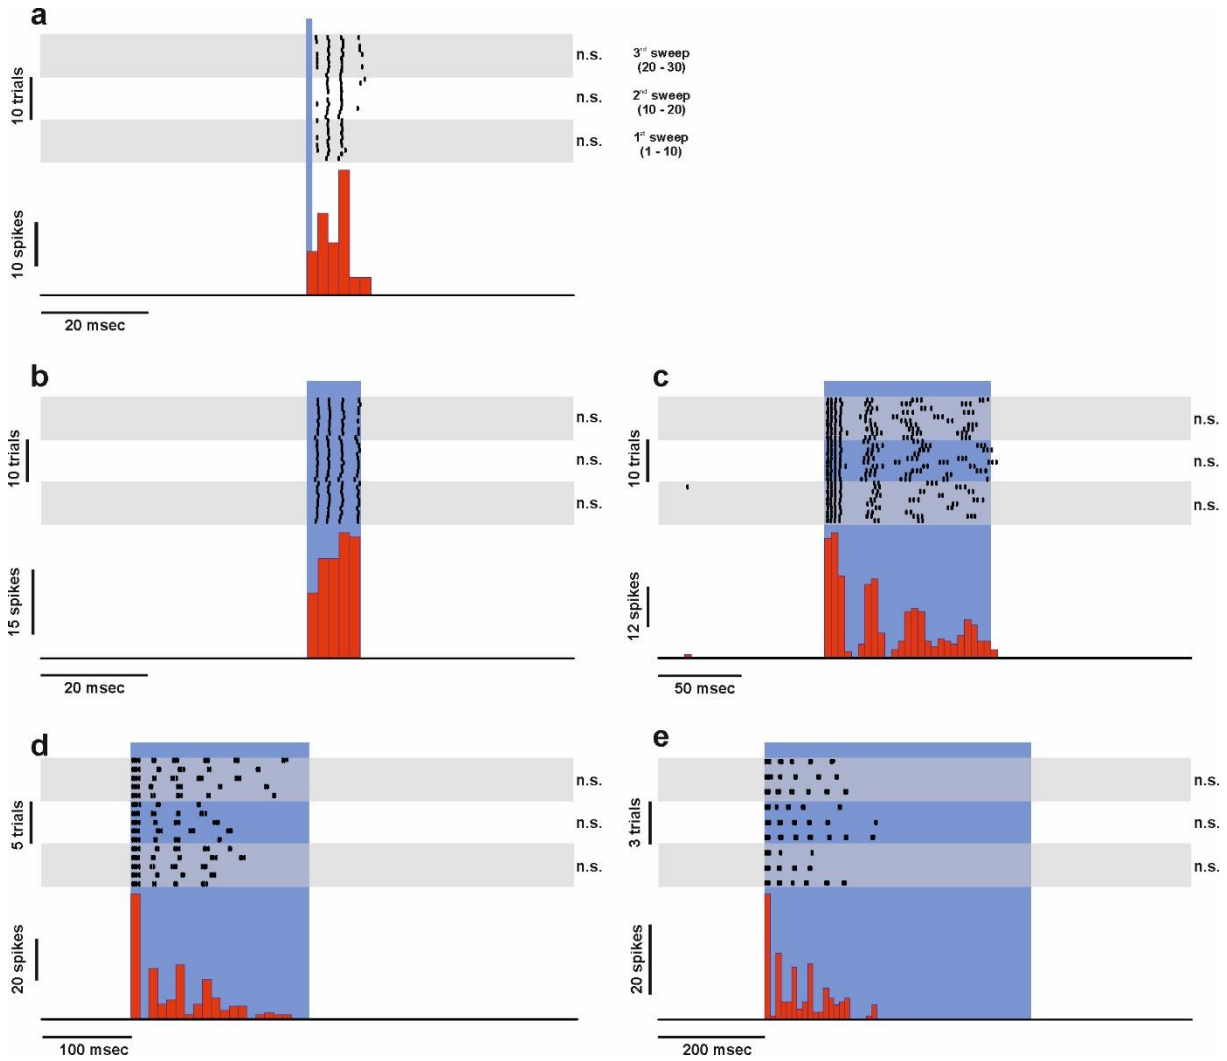 a
10 trials
n.s.
3rd sweep
(20 - 30)
n.s.
2nd sweep
(10 - 20)
n.s.
1st sweep
(1 - 10)
10 spikes
20 msec
b
10 trials
n.s.
n.s.
n.s.
15 spikes
20 msec
c
10 trials
n.s.
n.s.
n.s.
12 spikes
50 msec
d
5 trials
n.s.
n.s.
n.s.
20 spikes
100 msec
e
3 trials
n.s.
n.s.
n.s.
20 spikes
200 msec